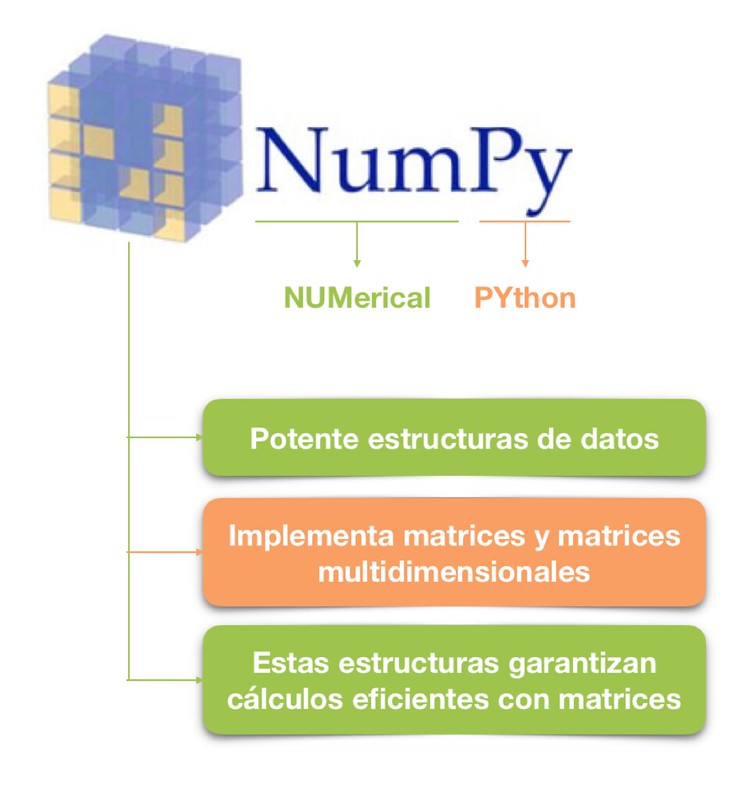 NumPy
NUMerical PYthon
Potente estructuras de datos
Implementa matrices y matrices
multidimensionales
Estas estructuras garantizan
cálculos eficientes con matrices